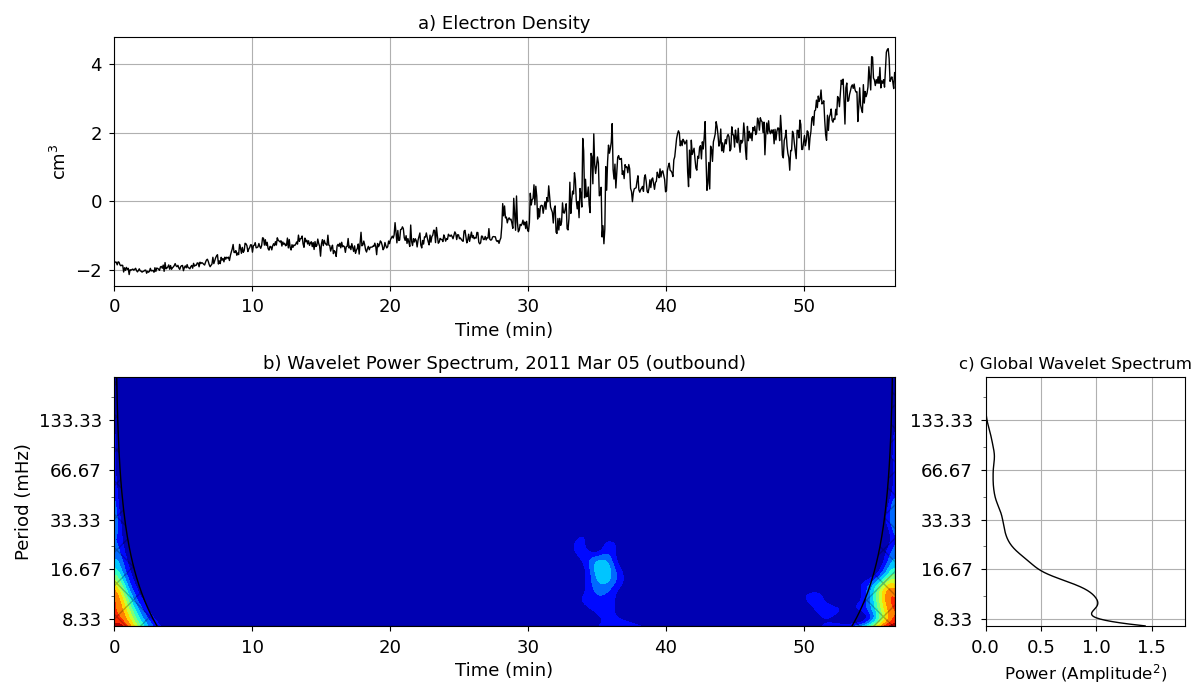 a) Electron Density
4
2
0
−2
cm³
0 10 20 30 40 50
Time (min)
b) Wavelet Power Spectrum, 2011 Mar 05 (outbound)
133.33
66.67
33.33
16.67
8.33
Period (mHz)
0 10 20 30 40 50
Time (min)
c) Global Wavelet Spectrum
133.33
66.67
33.33
16.67
8.33
0.0 0.5 1.0 1.5
Power (Amplitude²)